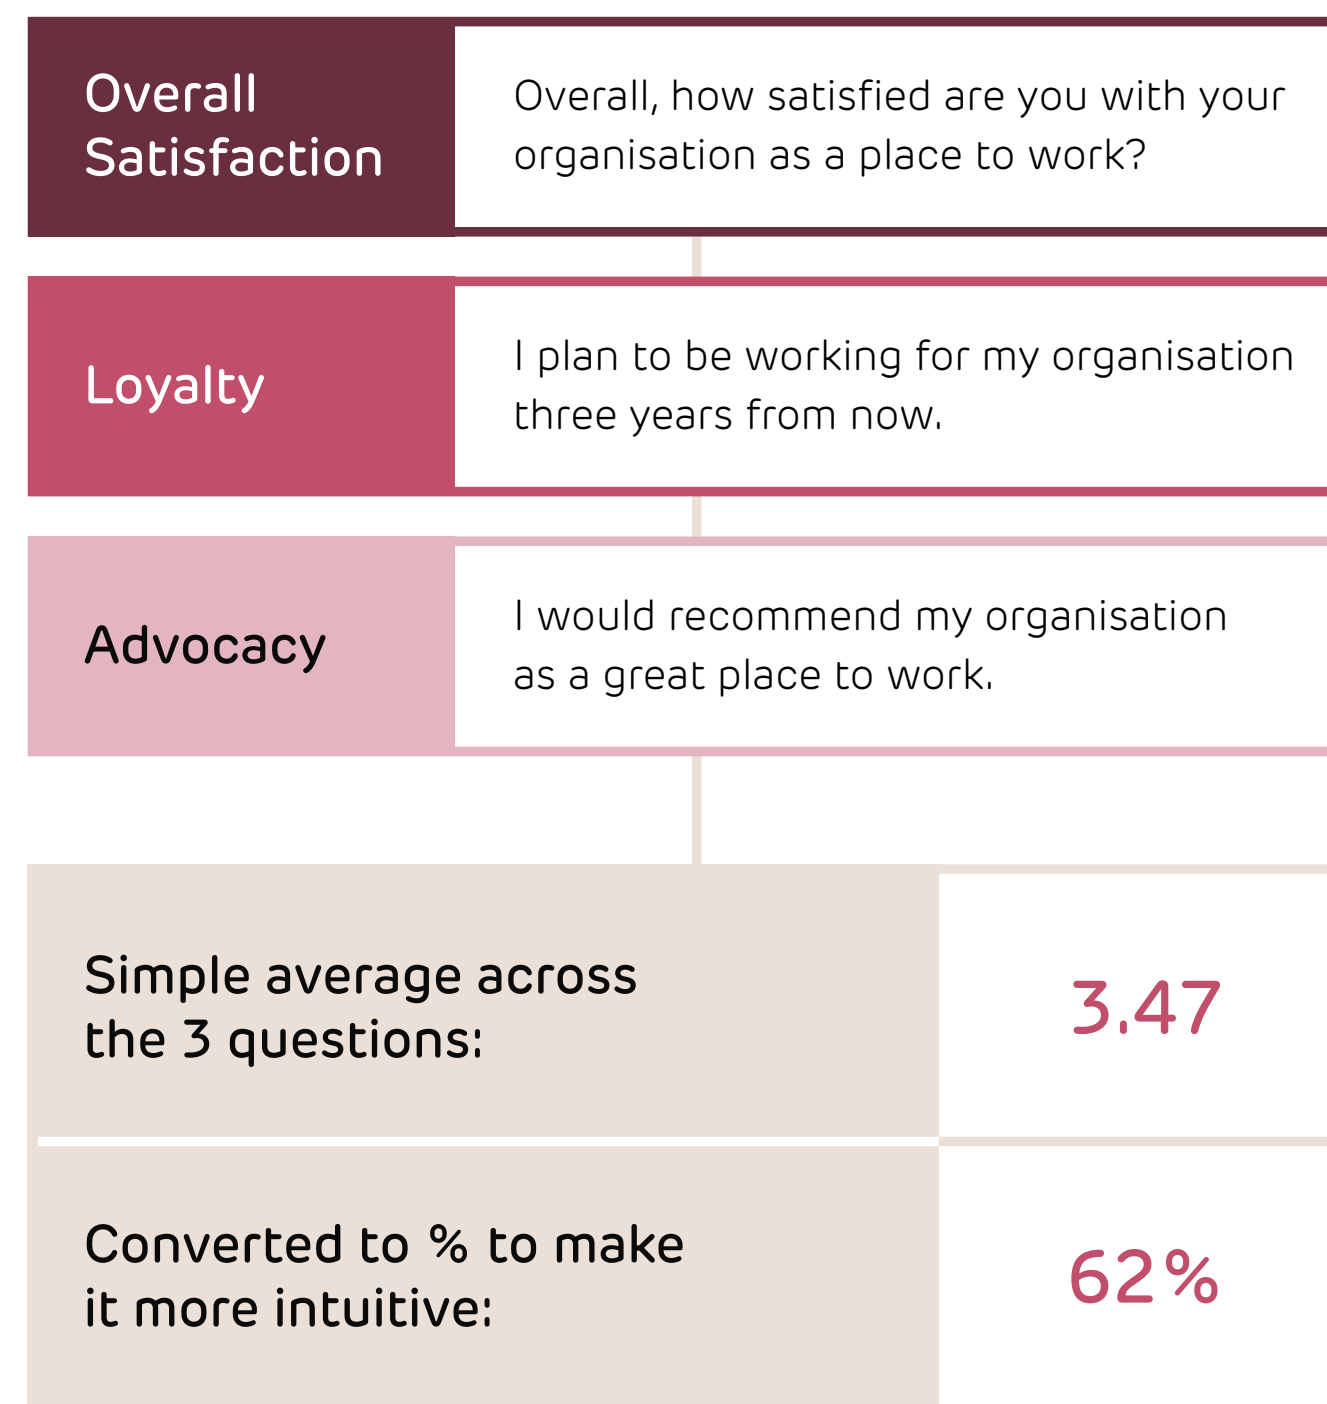 Overall
Satisfaction
Overall, how satisfied are you with your
organisation as a place to work?
Loyalty
I plan to be working for my organisation
three years from now.
Advocacy
I would recommend my organisation
as a great place to work.
Simple average across
the 3 questions:
3.47
Converted to % to make
it more intuitive:
62%